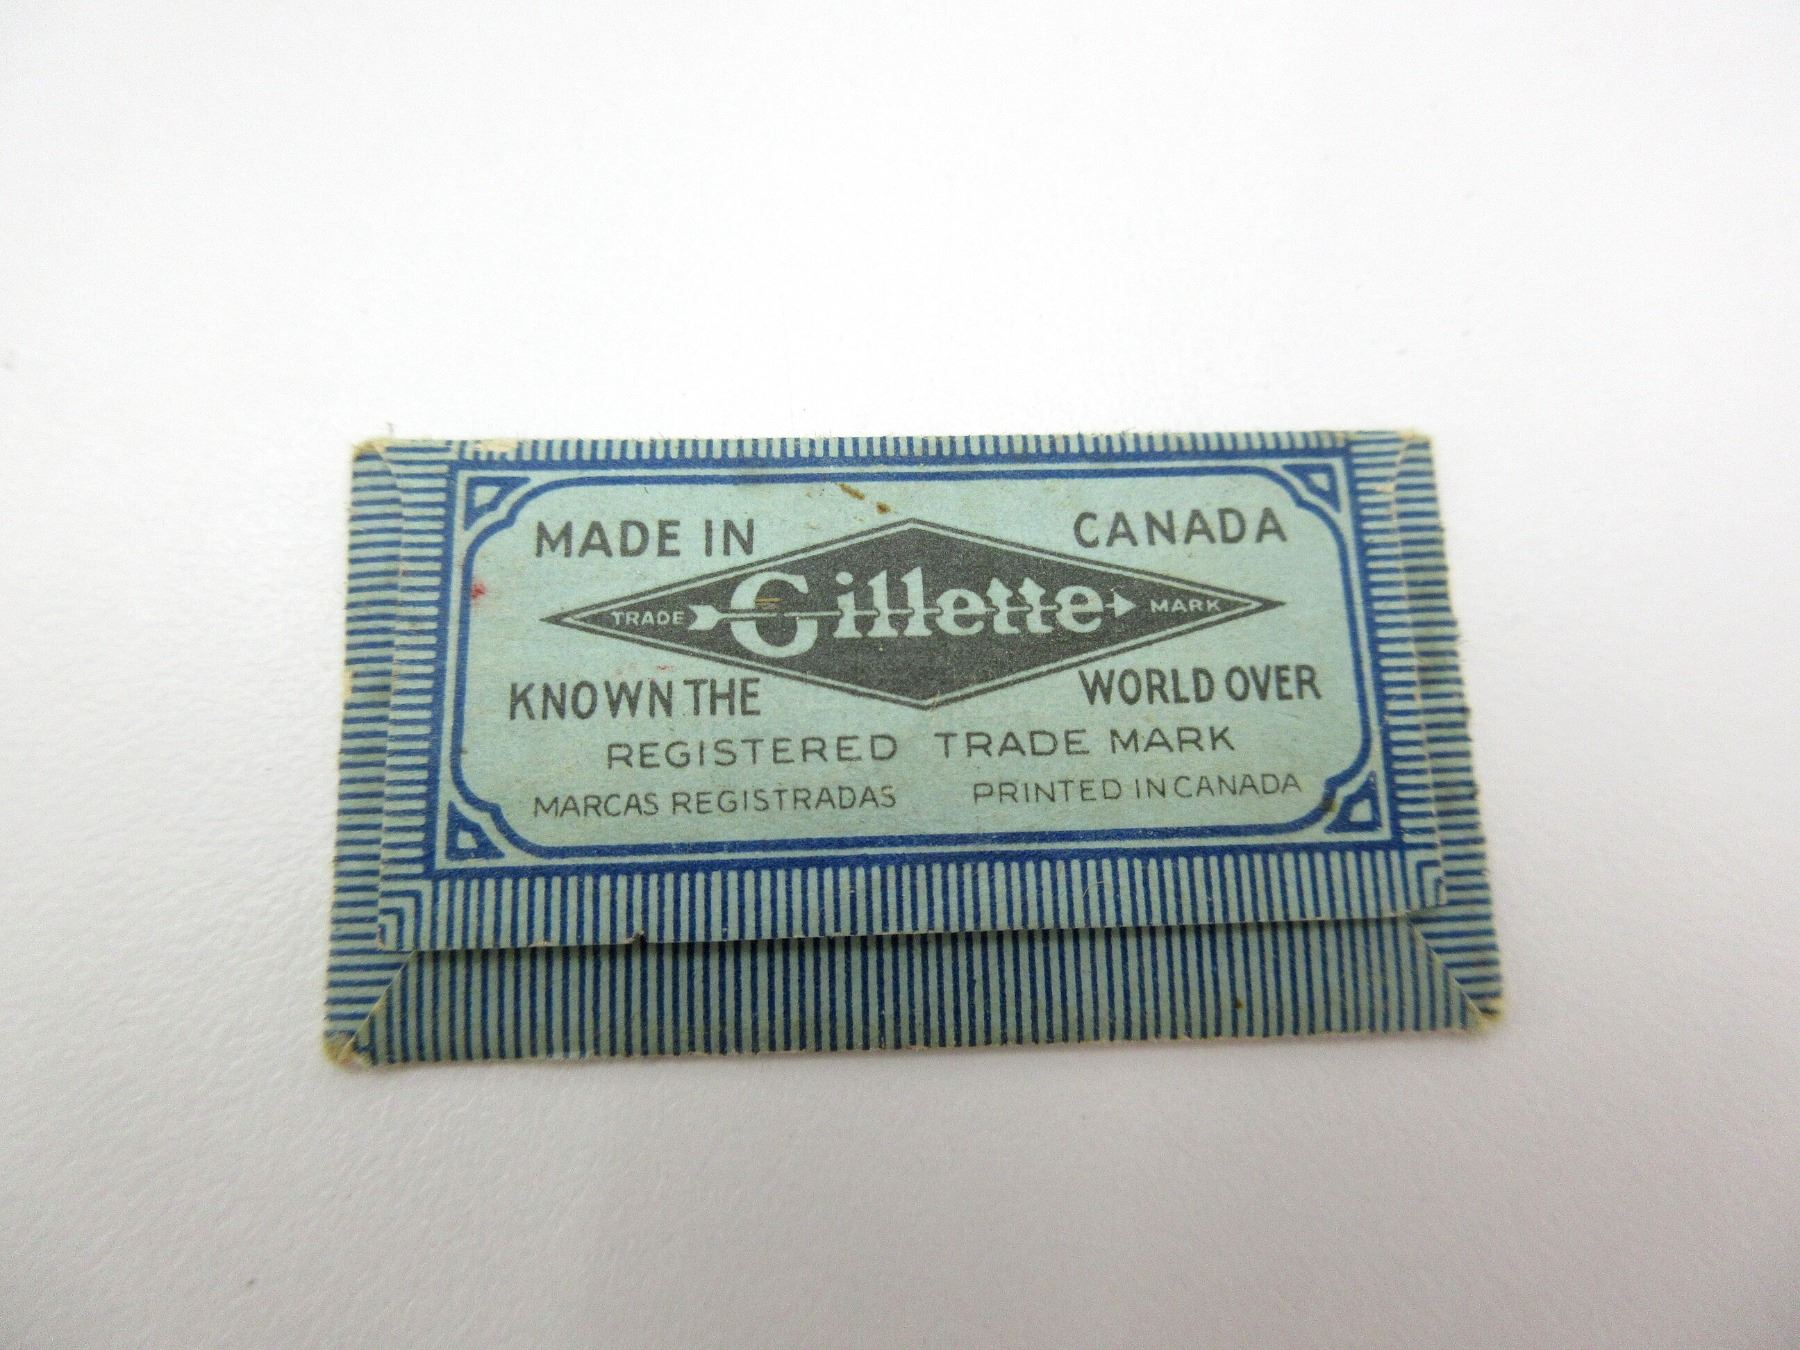 MADE IN CANADA
TRADE Gillette MARK
KNOWN THE WORLD OVER
REGISTERED TRADE MARK
MARCAS REGISTRADAS PRINTED IN CANADA